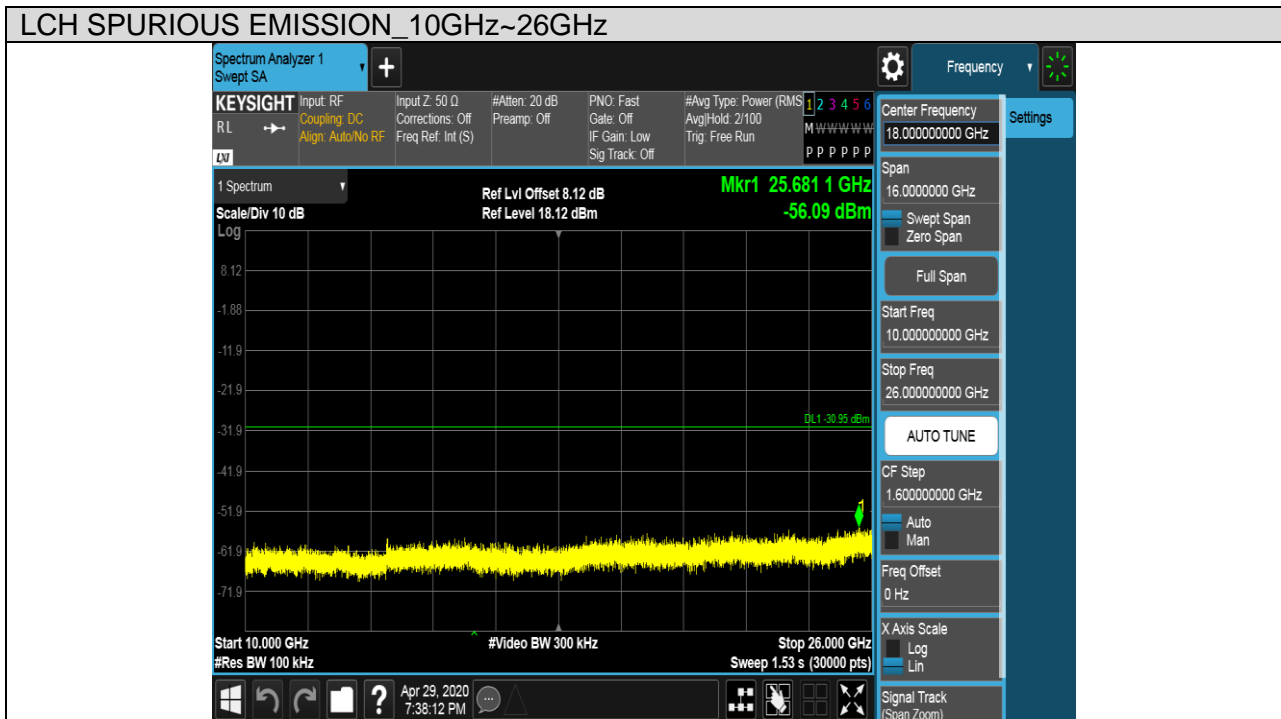 LCH SPURIOUS EMISSION_10GHz~26GHz
Spectrum Analyzer 1
Swept SA
+
Frequency
KEYSIGHT
RL
LXI
Input: RF
Coupling: DC
Align: Auto/No RF
Input Z: 50 Ω
Corrections: Off
Freq Ref: Int (S)
#Atten: 20 dB
Preamp: Off
PNO: Fast
Gate: Off
IF Gain: Low
Sig Track: Off
#Avg Type: Power (RMS
Avg|Hold: 2/100
Trig: Free Run
1 2 3 4 5 6
M W W W W W
P P P P P P
1 Spectrum
Scale/Div 10 dB
Log
Ref Lvl Offset 8.12 dB
Ref Level 18.12 dBm
Mkr1 25.681 1 GHz
-56.09 dBm
8.12
-1.88
-11.9
-21.9
-31.9
-41.9
-51.9
-61.9
-71.9
DL1 -30.95 dBm
1
Start 10.000 GHz
#Res BW 100 kHz
#Video BW 300 kHz
Stop 26.000 GHz
Sweep 1.53 s (30000 pts)
Apr 29, 2020
7:38:12 PM
Center Frequency
18.000000000 GHz
Settings
Span
16.0000000 GHz
Swept Span
Zero Span
Full Span
Start Freq
10.000000000 GHz
Stop Freq
26.000000000 GHz
AUTO TUNE
CF Step
1.600000000 GHz
Auto
Man
Freq Offset
0 Hz
X Axis Scale
Log
Lin
Signal Track
(Span Zoom)